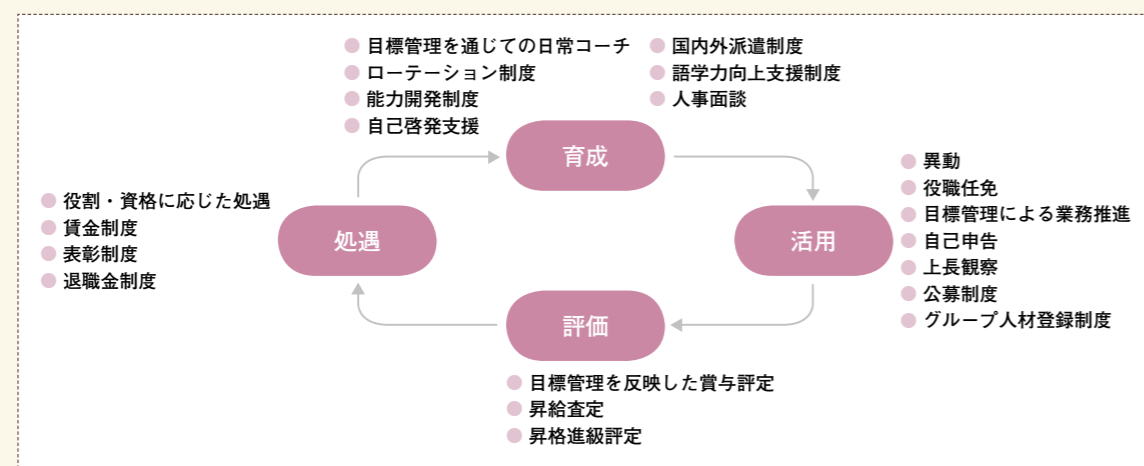 目標管理を通じての日常コーチ
ローテーション制度
能力開発制度
自己啓発支援
国内外派遣制度
語学力向上支援制度
人事面談
育成
異動
役職任免
目標管理による業務推進
自己申告
上長観察
公募制度
グループ人材登録制度
活用
役割・資格に応じた処遇
賃金制度
表彰制度
退職金制度
処遇
評価
目標管理を反映した賞与評定
昇給査定
昇格進級評定